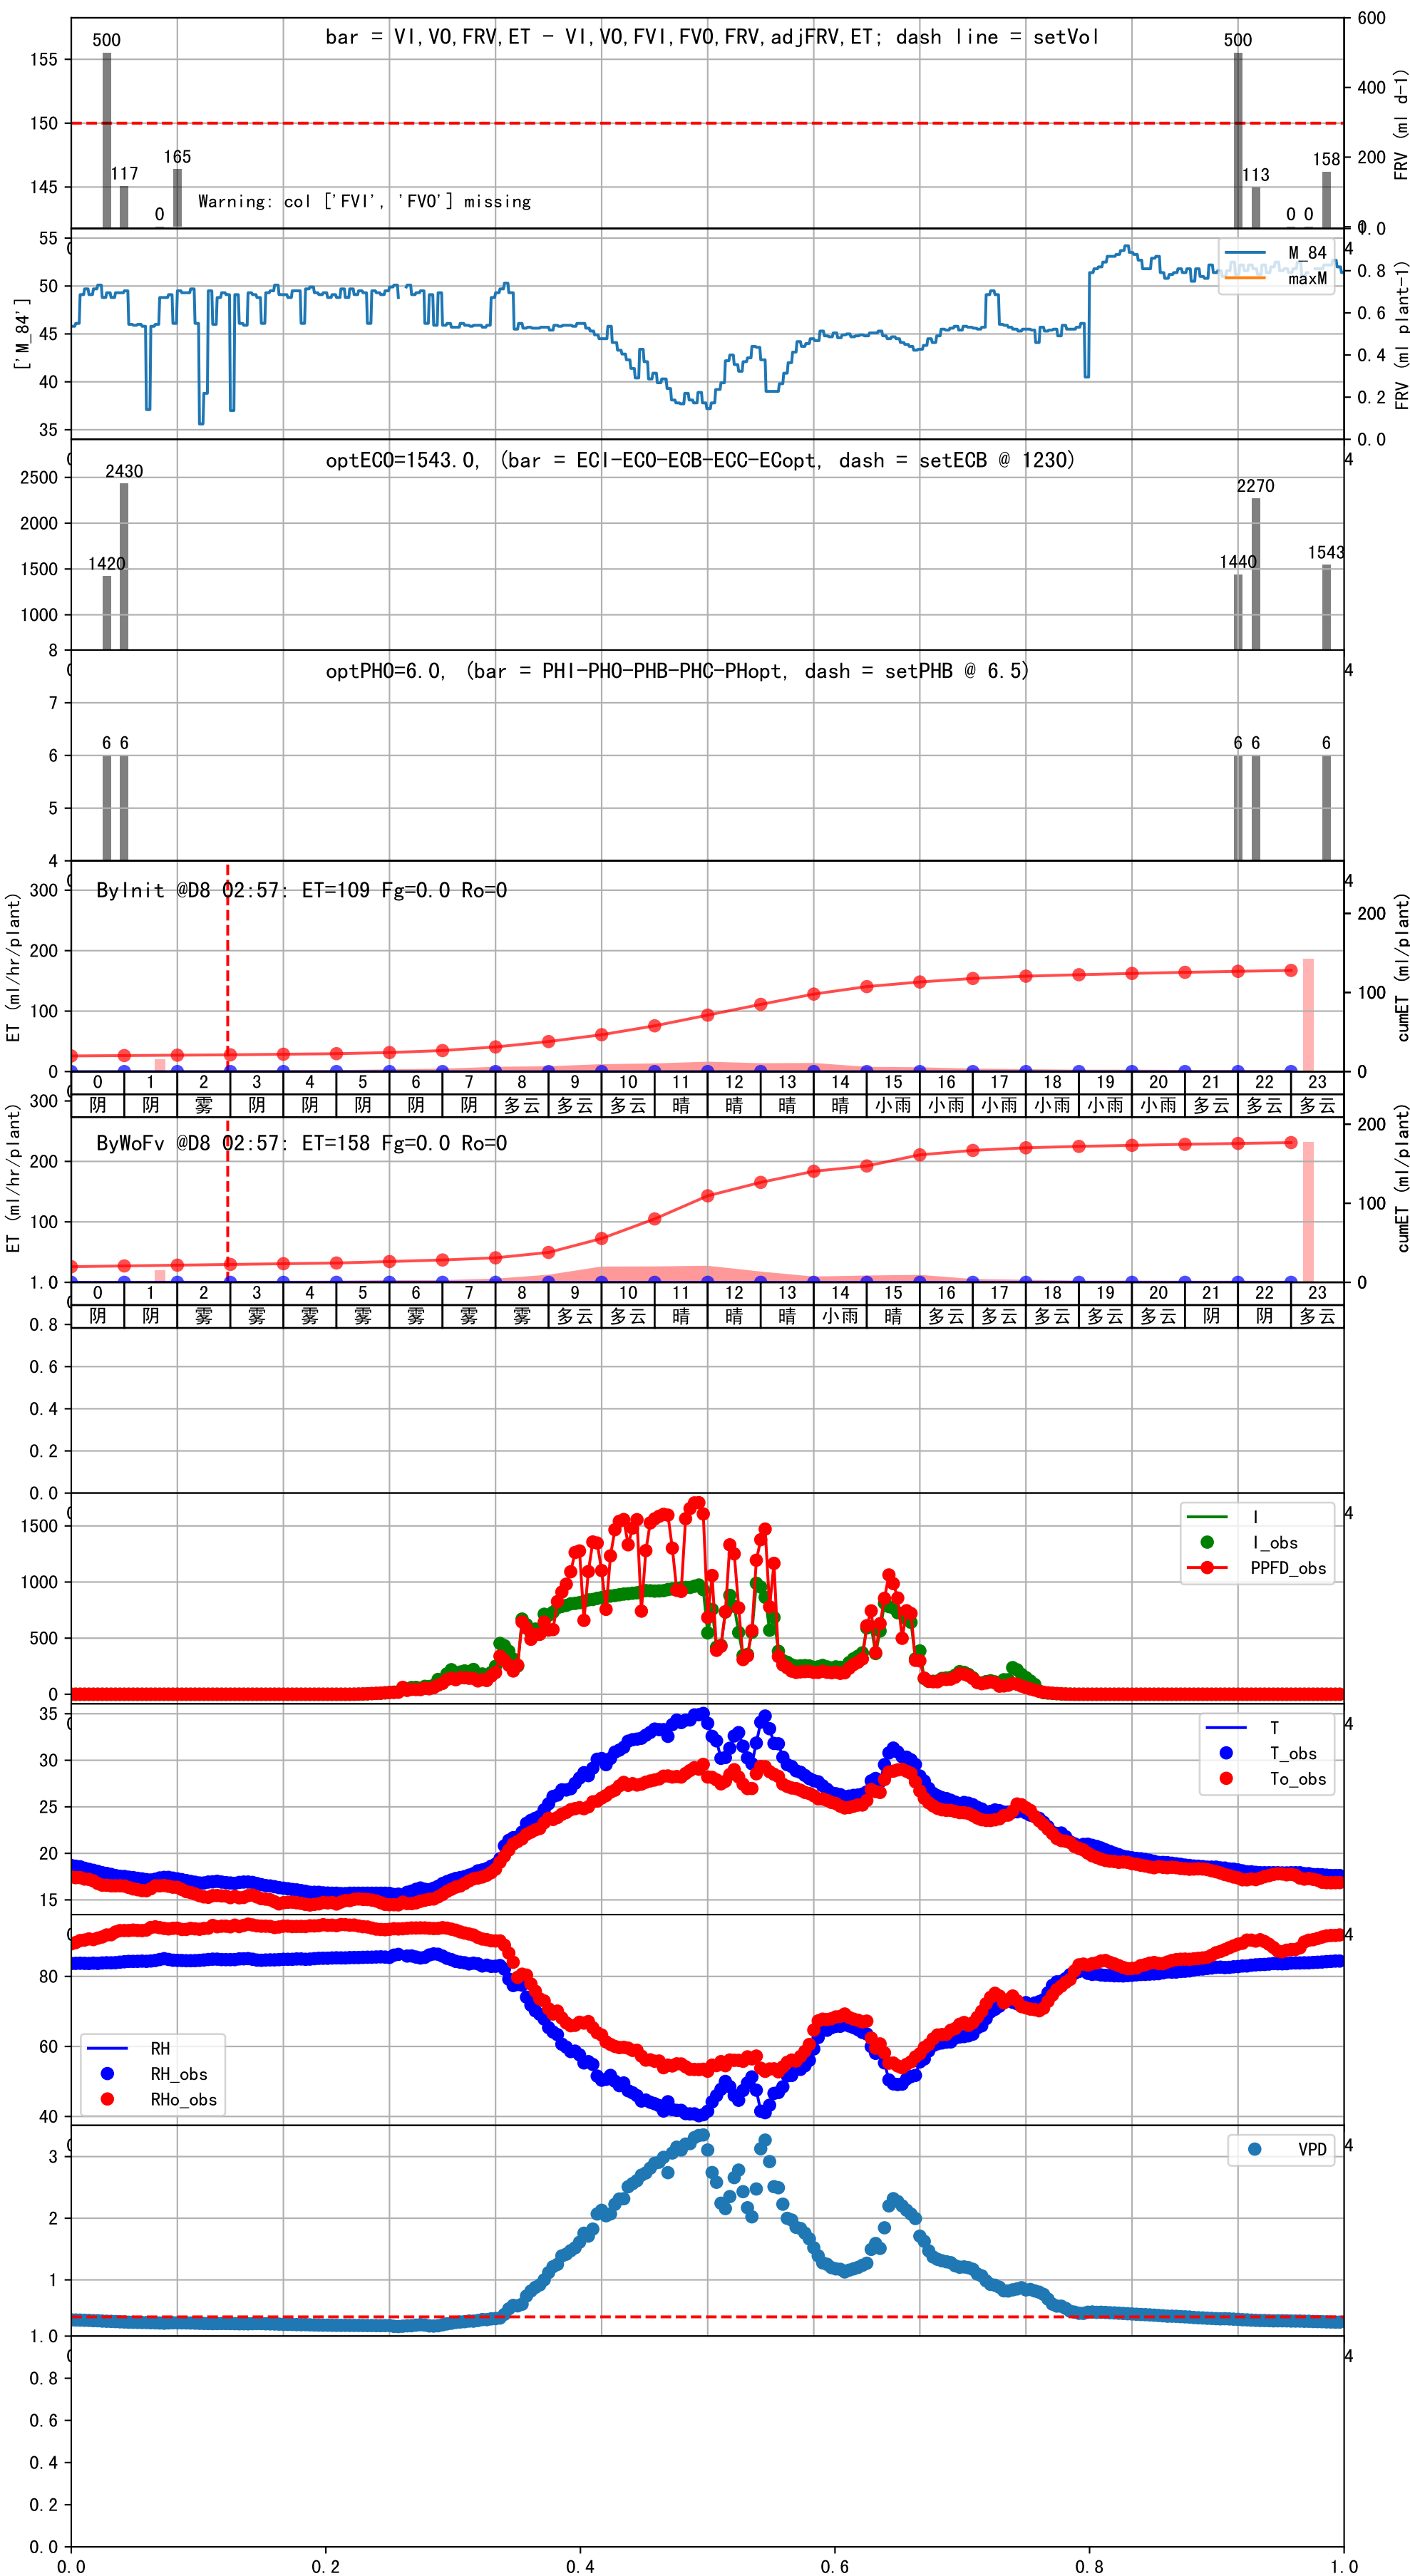 bar = VI,VO,FRV,ET - VI,VO,FVI,FVO,FRV,adjFRV,ET; dash line = setVol
500
117
0
165
500
113
0
0
158
Warning: col ['FVI', 'FVO'] missing
155
150
145
600
400
200
0
FRV (ml d-1)
1.0
55
50
45
40
35
['M_84']
M_84
maxM
0.8
0.6
0.4
0.2
0.0
FRV (ml plant-1)
optECO=1543.0, (bar = ECI-ECO-ECB-ECC-ECopt, dash = setECB @ 1230)
2500
2000
1500
1000
1420
2430
1440
2270
1543
optPHO=6.0, (bar = PHI-PHO-PHB-PHC-PHopt, dash = setPHB @ 6.5)
8
7
6
5
4
6
6
6
6
6
ByInit @D8 02:57: ET=109 Fg=0.0 Ro=0
300
200
100
0
ET (ml/hr/plant)
200
100
0
cumET (ml/plant)
0 1 2 3 4 5 6 7 8 9 10 11 12 13 14 15 16 17 18 19 20 21 22 23
阴 阴 雾 阴 阴 阴 阴 阴 多云 多云 多云 晴 晴 晴 晴 小雨 小雨 小雨 小雨 小雨 小雨 多云 多云 多云
ByWoFv @D8 02:57: ET=158 Fg=0.0 Ro=0
300
200
100
ET (ml/hr/plant)
200
100
0
cumET (ml/plant)
0 1 2 3 4 5 6 7 8 9 10 11 12 13 14 15 16 17 18 19 20 21 22 23
阴 阴 雾 雾 雾 雾 雾 雾 雾 多云 多云 晴 晴 晴 小雨 晴 多云 多云 多云 多云 多云 阴 阴 多云
1.0
0.8
0.6
0.4
0.2
0.0
1500
1000
500
0
I
I_obs
PPFD_obs
35
30
25
20
15
T
T_obs
To_obs
80
60
40
RH
RH_obs
RHo_obs
3
2
1
VPD
1.0
0.8
0.6
0.4
0.2
0.0
0.0 0.2 0.4 0.6 0.8 1.0